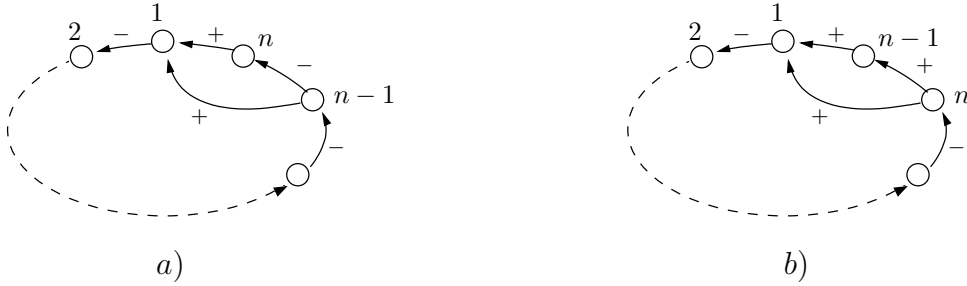 2 − 1 + n − n − 1 + −
a)
2 − 1 + n − 1 + n + −
b)